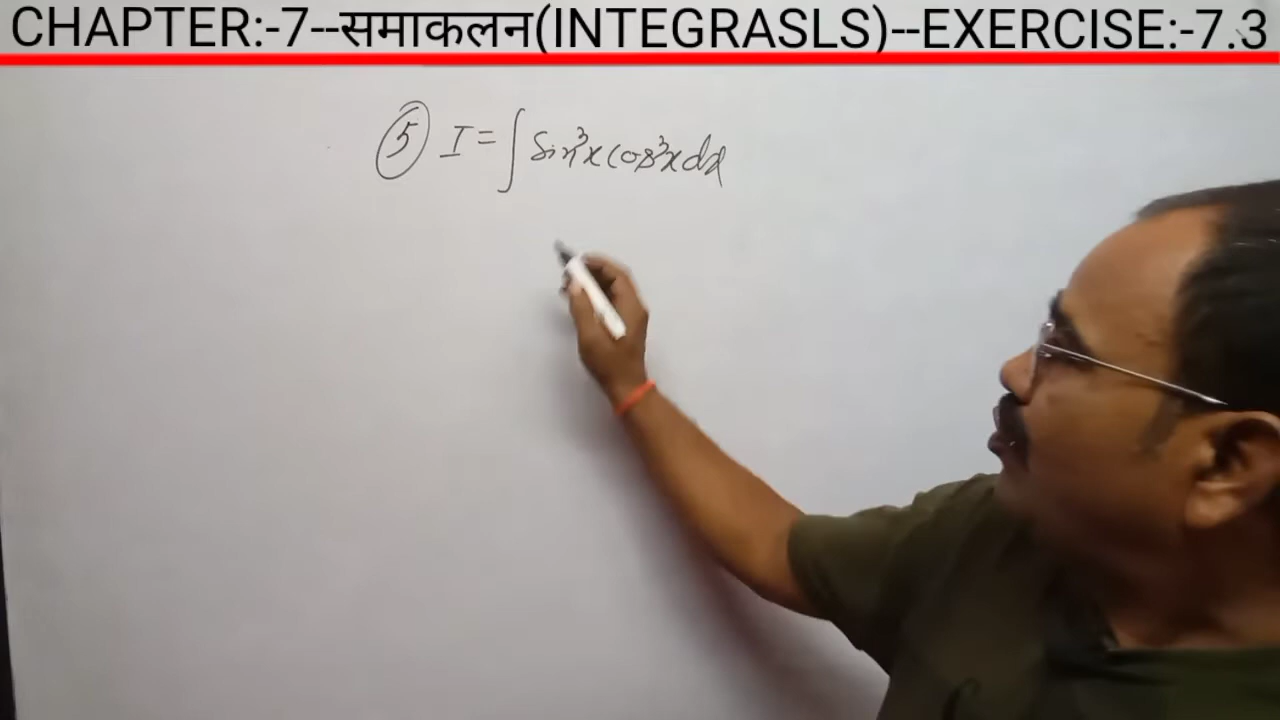 CHAPTER:-7--समाकलन(INTEGRASLS)--EXERCISE:-7.3
⑤ I = ∫ Sin³x cos³x dx